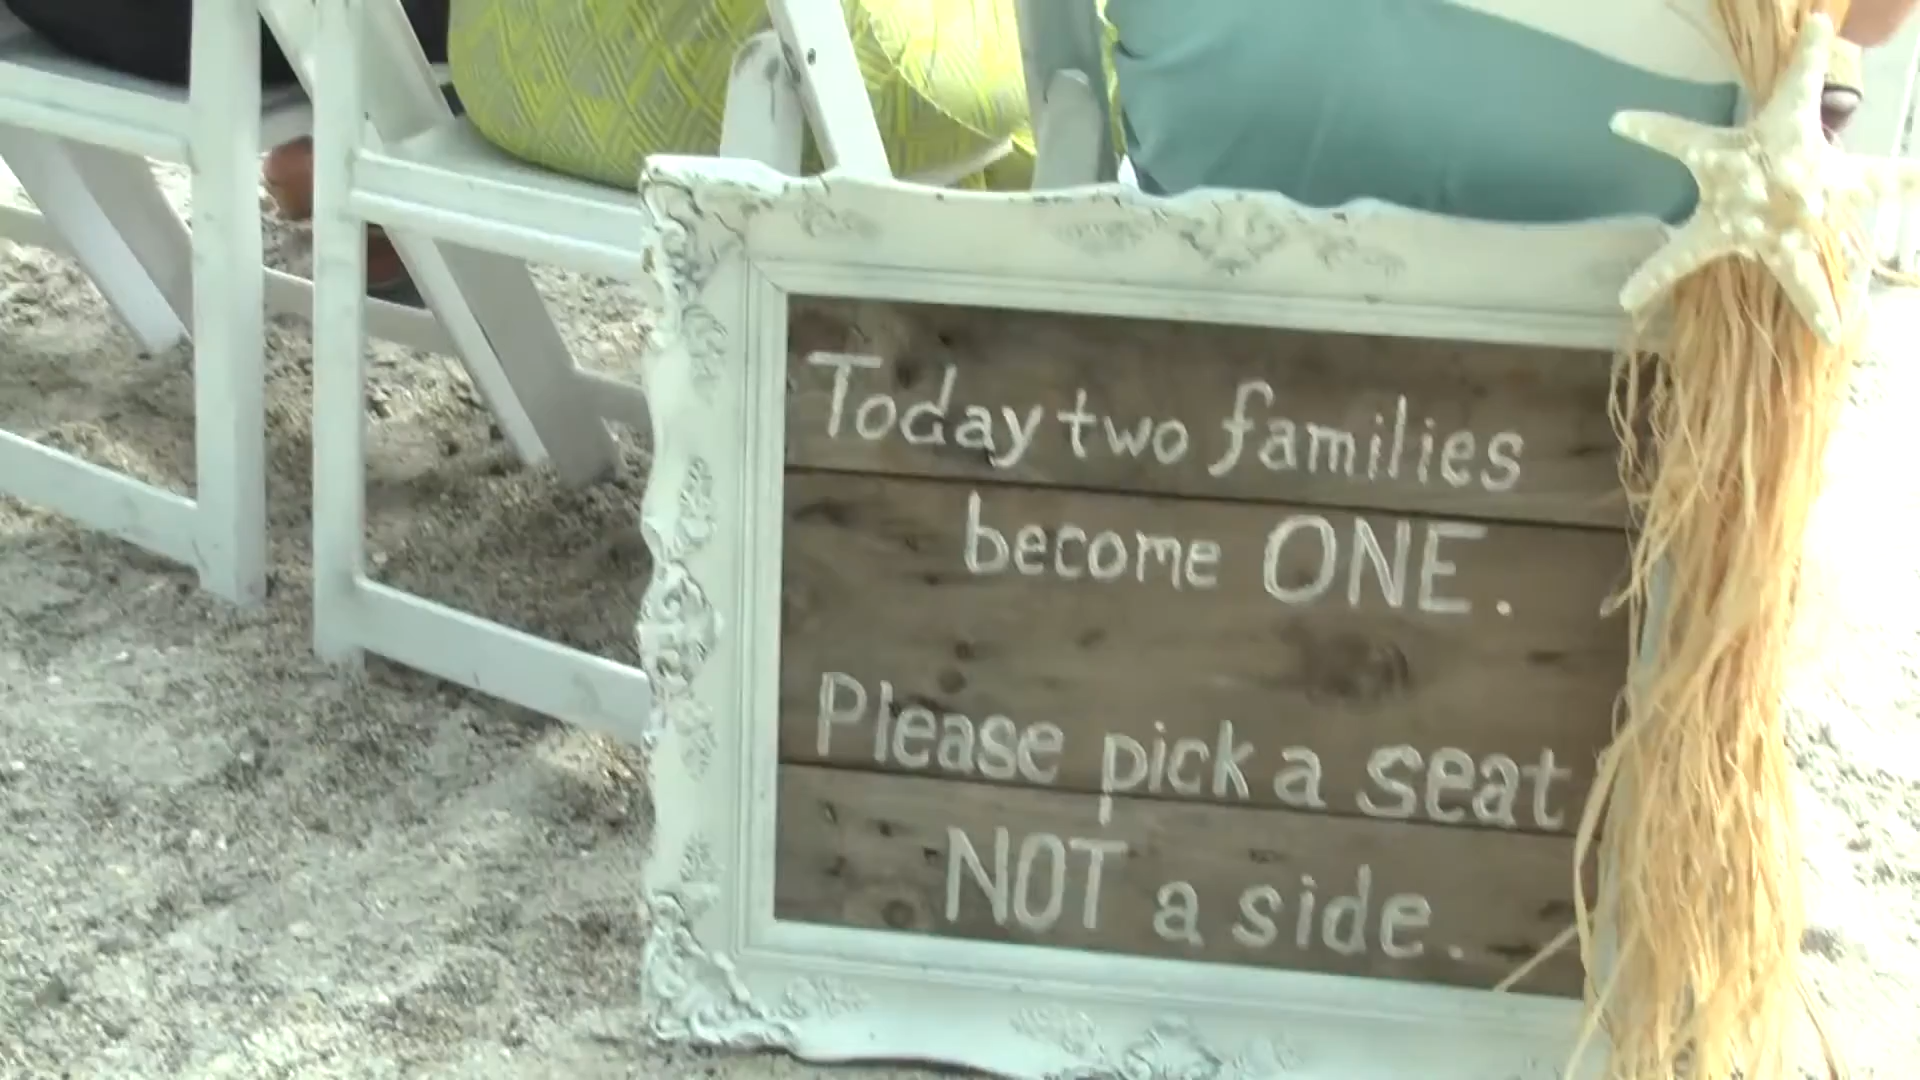 Today two families
become ONE.
Please pick a seat
NOT a side.